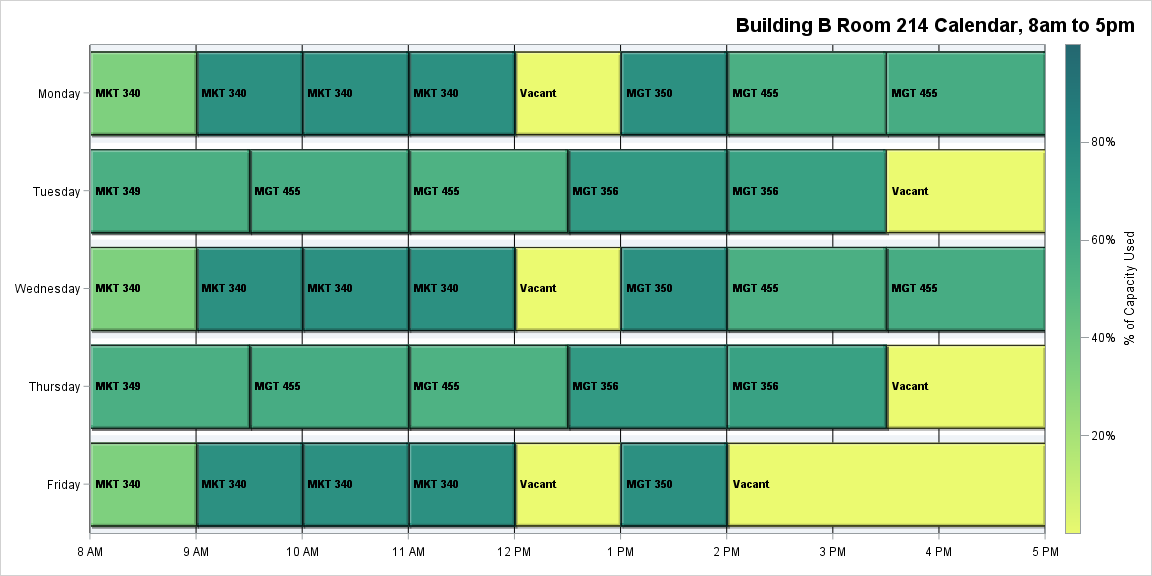 Building B Room 214 Calendar, 8am to 5pm
Monday MKT 340 MKT 340 MKT 340 MKT 340 Vacant MGT 350 MGT 455 MGT 455
80%
Tuesday MKT 349 MGT 455 MGT 455 MGT 356 MGT 356 Vacant
60%
% of Capacity Used
Wednesday MKT 340 MKT 340 MKT 340 MKT 340 Vacant MGT 350 MGT 455 MGT 455
40%
Thursday MKT 349 MGT 455 MGT 455 MGT 356 MGT 356 Vacant
20%
Friday MKT 340 MKT 340 MKT 340 MKT 340 Vacant MGT 350 Vacant
8 AM 9 AM 10 AM 11 AM 12 PM 1 PM 2 PM 3 PM 4 PM 5 PM